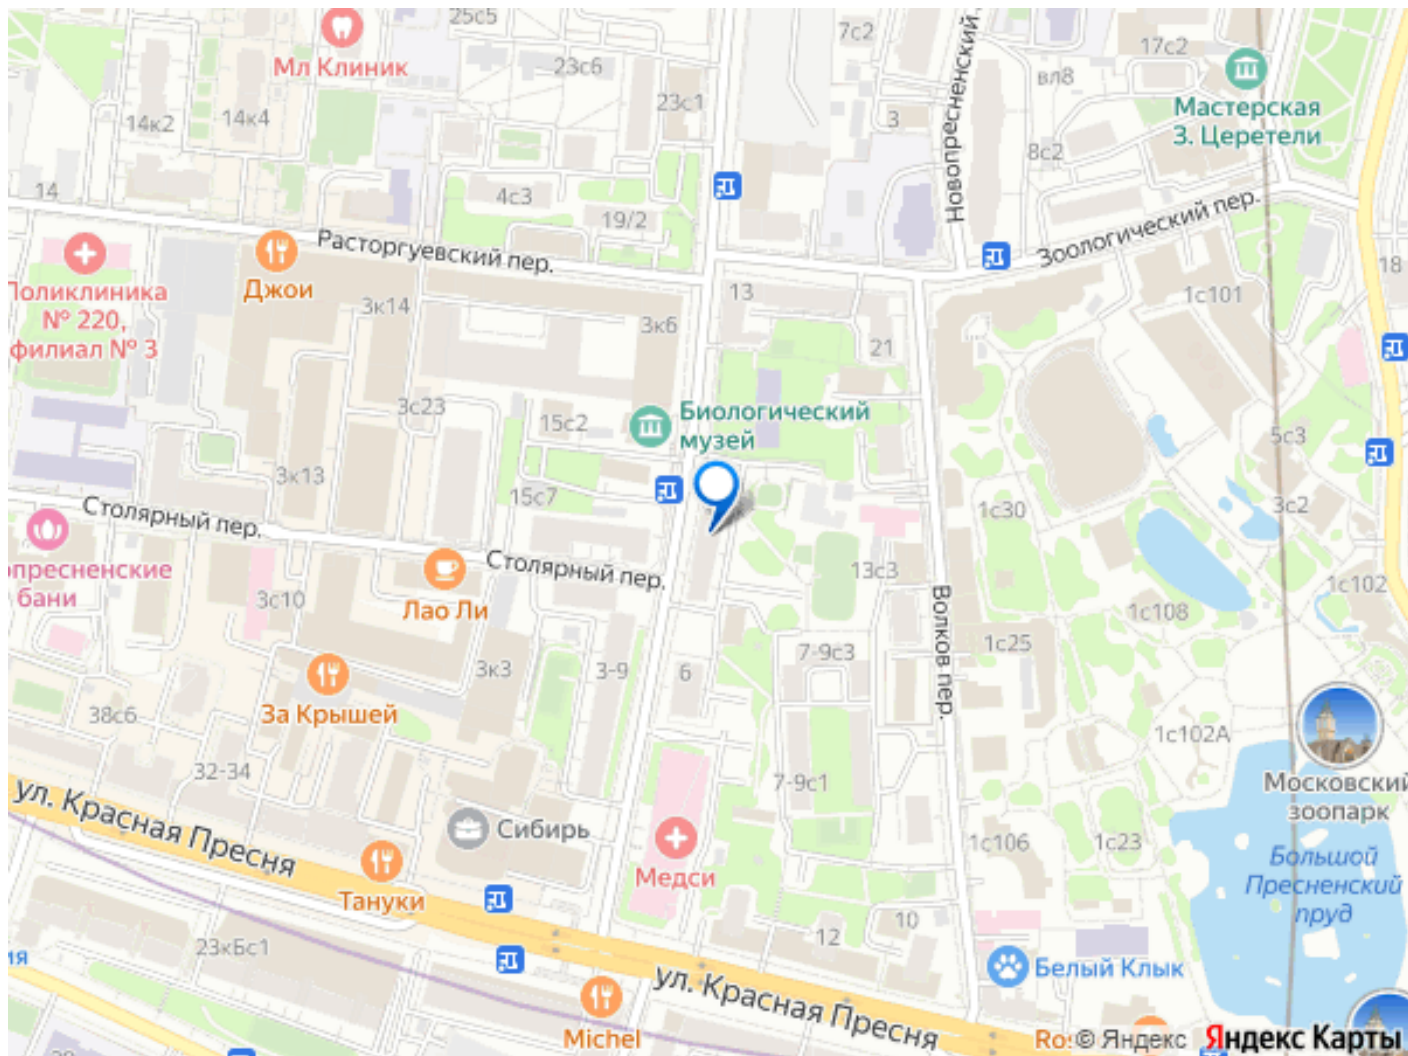 25с5
7с2
17с2
Мл Клиник
23с6
вл8
Новопресненский
Мастерская
З. Церетели
23с1
14к2
14к4
3
8с2
14
4с3
19/2
Зоологический пер.
Расторгуевский пер.
Джои
Поликлиника
№ 220,
филиал № 3
3к14
13
3к6
1с101
18
21
3с23
15с2
Биологический
музей
5с3
3к13
15с7
1с30
3с2
Столярный пер.
Столярный пер.
опресненские
бани
3с10
Лао Ли
13с3
1с102
1с108
Волков пер.
1с25
7-9с3
3к3
3-9
6
За Крышей
38с6
1с102А
32-34
7-9с1
Московский
зоопарк
ул. Красная Пресня
Сибирь
1с106
1с23
Большой
Пресненский
пруд
Медси
Тануки
10
12
23кБс1
ия
Белый Клык
ул. Красная Пресня
Michel
Ros
© Яндекс
Яндекс Карты